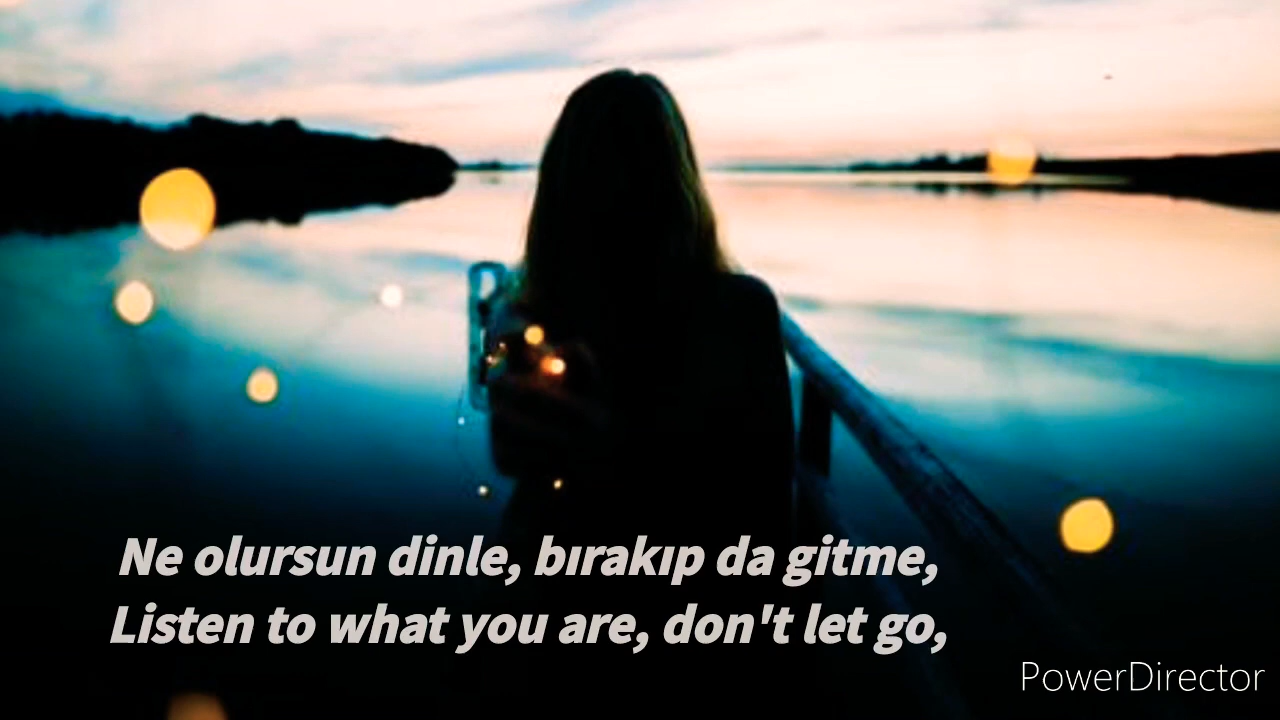 Ne olursun dinle, bırakıp da gitme,
Listen to what you are, don't let go,
PowerDirector